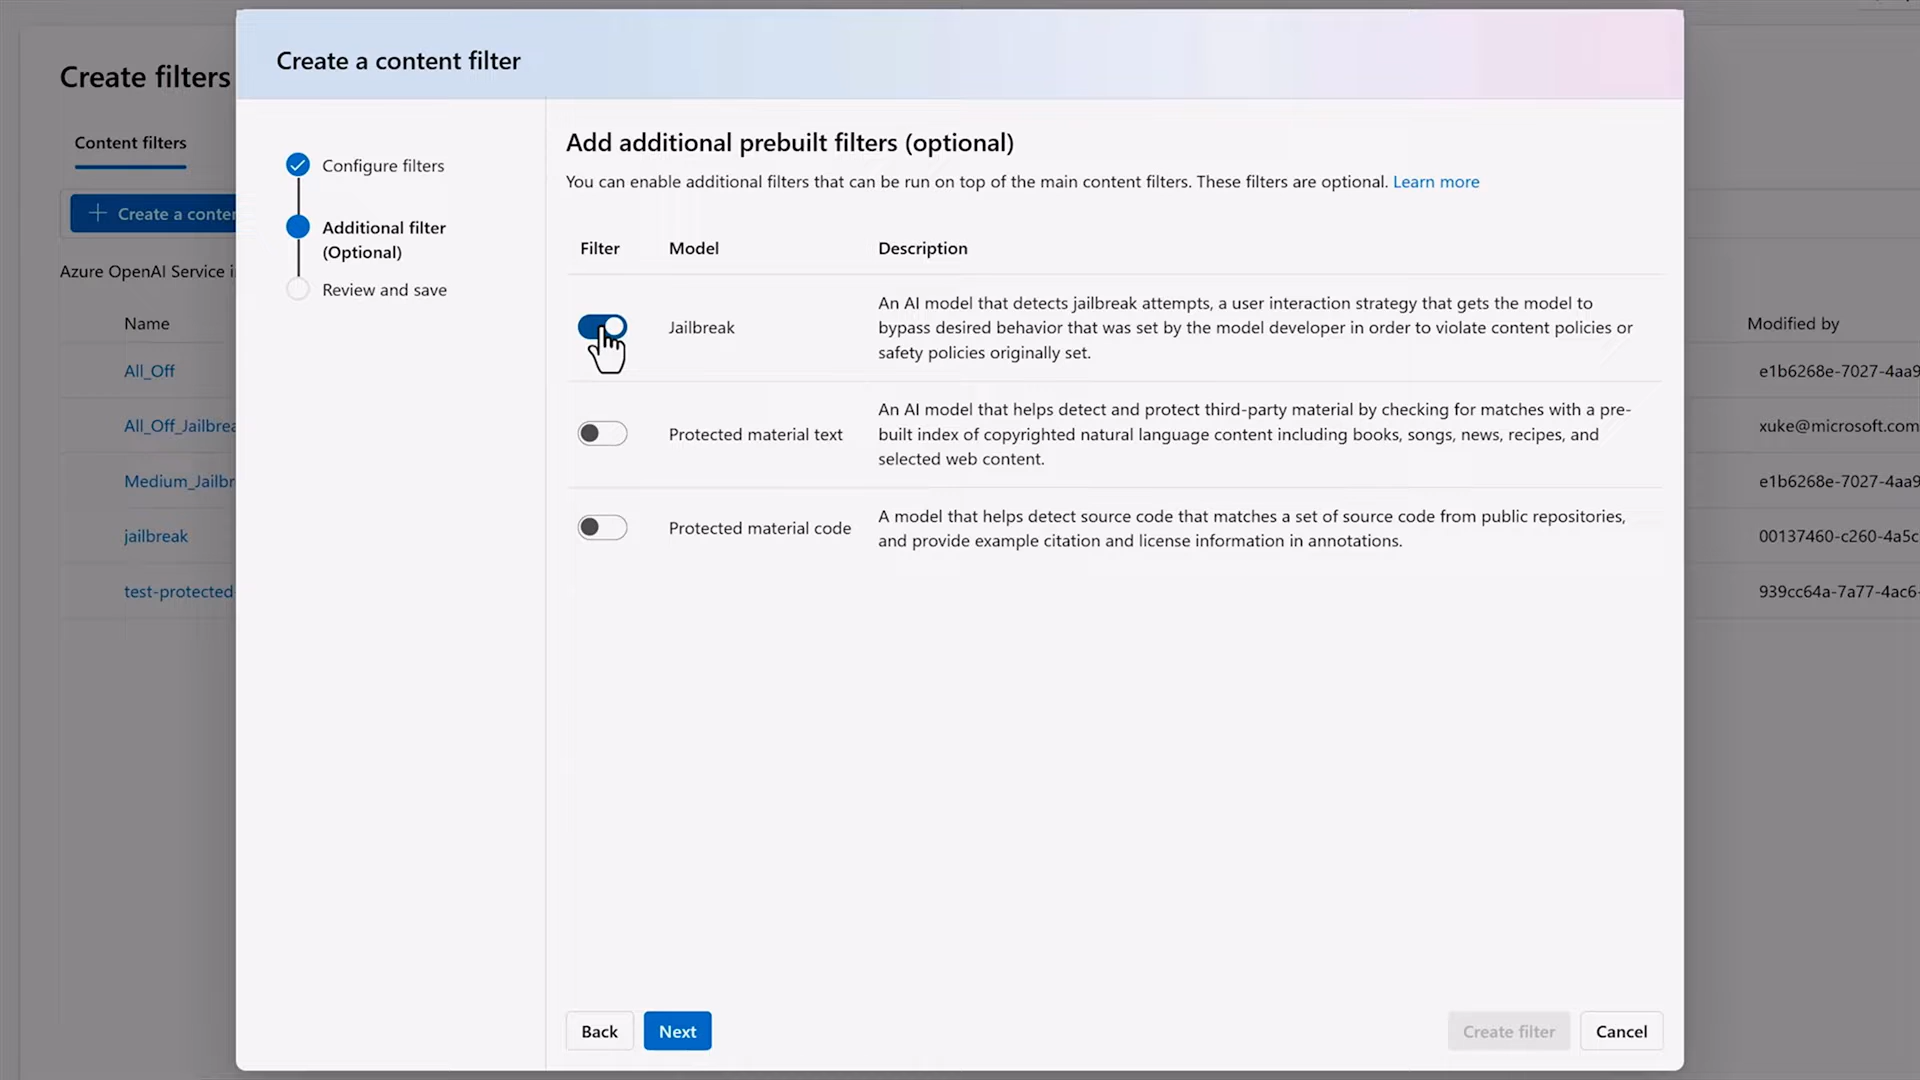 Create a content filter
Create filters
Content filters
Create a conte
Azure OpenAI Service i
Name
All_Off
All_Off_Jailbrea
Medium_Jailbr
jailbreak
test-protected-
Configure filters
Additional filter
(Optional)
Review and save
Add additional prebuilt filters (optional)
You can enable additional filters that can be run on top of the main content filters. These filters are optional. Learn more
Filter Model Description
Jailbreak
An AI model that detects jailbreak attempts, a user interaction strategy that gets the model to
bypass desired behavior that was set by the model developer in order to violate content policies or
safety policies originally set.
Protected material text
An AI model that helps detect and protect third-party material by checking for matches with a pre-
built index of copyrighted natural language content including books, songs, news, recipes, and
selected web content.
Protected material code
A model that helps detect source code that matches a set of source code from public repositories,
and provide example citation and license information in annotations.
Back
Next
Create filter
Cancel
Modified by
e1b6268e-7027-4aa9
xuke@microsoft.com
e1b6268e-7027-4aa9
00137460-c260-4a5c
939cc64a-7a77-4ac6-